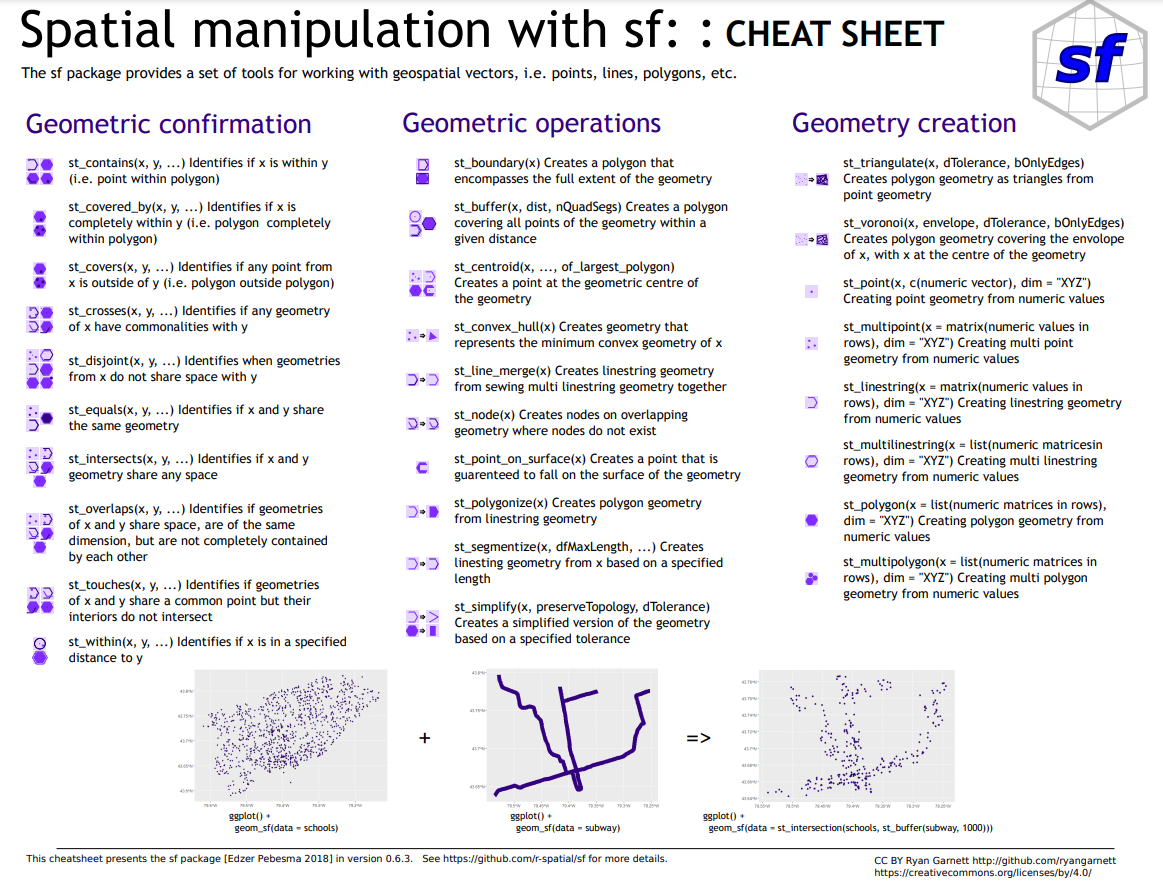 Spatial manipulation with sf: : CHEAT SHEET
sf
The sf package provides a set of tools for working with geospatial vectors, i.e. points, lines, polygons, etc.
Geometric confirmation
st_contains(x, y, ...) Identifies if x is within y
(i.e. point within polygon)
st_covered_by(x, y, ...) Identifies if x is
completely within y (i.e. polygon completely
within polygon)
st_covers(x, y, ...) Identifies if any point from
x is outside of y (i.e. polygon outside polygon)
st_crosses(x, y, ...) Identifies if any geometry
of x have commonalities with y
st_disjoint(x, y, ...) Identifies when geometries
from x do not share space with y
st_equals(x, y, ...) Identifies if x and y share
the same geometry
st_intersects(x, y, ...) Identifies if x and y
geometry share any space
st_overlaps(x, y, ...) Identifies if geometries
of x and y share space, are of the same
dimension, but are not completely contained
by each other
st_touches(x, y, ...) Identifies if geometries
of x and y share a common point but their
interiors do not intersect
st_within(x, y, ...) Identifies if x is in a specified
distance to y
Geometric operations
st_boundary(x) Creates a polygon that
encompasses the full extent of the geometry
st_buffer(x, dist, nQuadSegs) Creates a polygon
covering all points of the geometry within a
given distance
st_centroid(x, ..., of_largest_polygon)
Creates a point at the geometric centre of
the geometry
st_convex_hull(x) Creates geometry that
represents the minimum convex geometry of x
st_line_merge(x) Creates linestring geometry
from sewing multi linestring geometry together
st_node(x) Creates nodes on overlapping
geometry where nodes do not exist
st_point_on_surface(x) Creates a point that is
guarenteed to fall on the surface of the geometry
st_polygonize(x) Creates polygon geometry
from linestring geometry
st_segmentize(x, dfMaxLength, ...) Creates
linesting geometry from x based on a specified
length
st_simplify(x, preserveTopology, dTolerance)
Creates a simplified version of the geometry
based on a specified tolerance
Geometry creation
st_triangulate(x, dTolerance, bOnlyEdges)
Creates polygon geometry as triangles from
point geometry
st_voronoi(x, envelope, dTolerance, bOnlyEdges)
Creates polygon geometry covering the envolope
of x, with x at the centre of the geometry
st_point(x, c(numeric vector), dim = "XYZ")
Creating point geometry from numeric values
st_multipoint(x = matrix(numeric values in
rows), dim = "XYZ") Creating multi point
geometry from numeric values
st_linestring(x = matrix(numeric values in
rows), dim = "XYZ") Creating linestring geometry
from numeric values
st_multilinestring(x = list(numeric matricesin
rows), dim = "XYZ") Creating multi linestring
geometry from numeric values
st_polygon(x = list(numeric matrices in rows),
dim = "XYZ") Creating polygon geometry from
numeric values
st_multipolygon(x = list(numeric matrices in
rows), dim = "XYZ") Creating multi polygon
geometry from numeric values
+
=>
ggplot() +
geom_sf(data = schools)
ggplot() +
geom_sf(data = subway)
ggplot() +
geom_sf(data = st_intersection(schools, st_buffer(subway, 1000)))
This cheatsheet presents the sf package [Edzer Pebesma 2018] in version 0.6.3. See https://github.com/r-spatial/sf for more details.
CC BY Ryan Garnett http://github.com/ryangarnett
https://creativecommons.org/licenses/by/4.0/